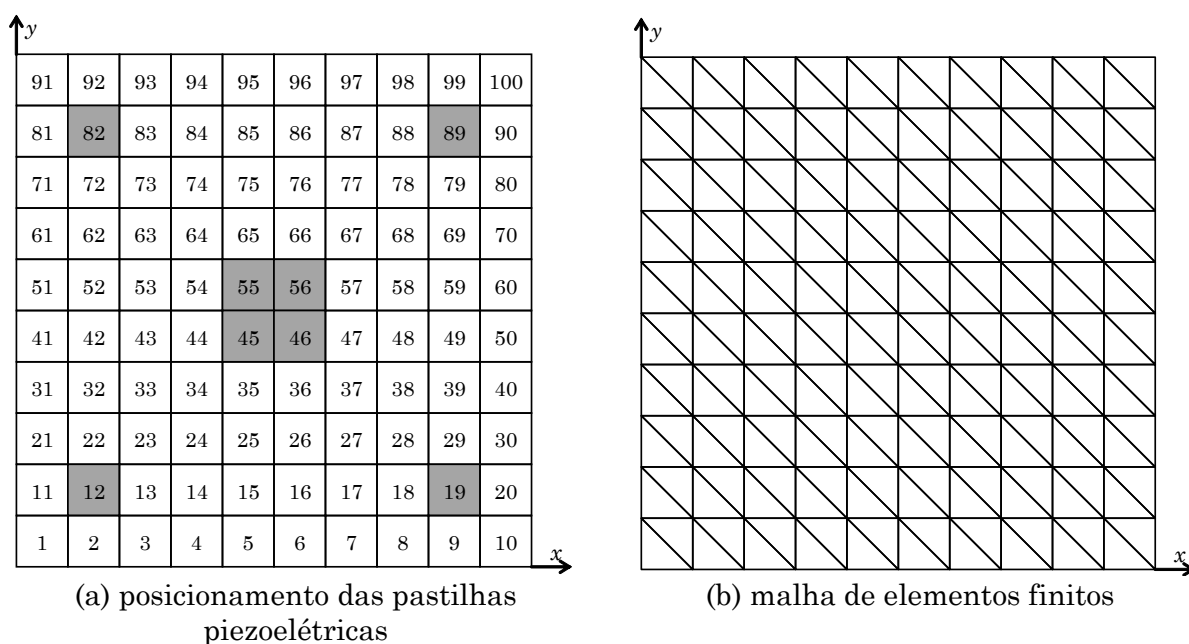 y
91 92 93 94 95 96 97 98 99 100
81 82 83 84 85 86 87 88 89 90
71 72 73 74 75 76 77 78 79 80
61 62 63 64 65 66 67 68 69 70
51 52 53 54 55 56 57 58 59 60
41 42 43 44 45 46 47 48 49 50
31 32 33 34 35 36 37 38 39 40
21 22 23 24 25 26 27 28 29 30
11 12 13 14 15 16 17 18 19 20
1 2 3 4 5 6 7 8 9 10
x
(a) posicionamento das pastilhas
piezoelétricas
y
x
(b) malha de elementos finitos